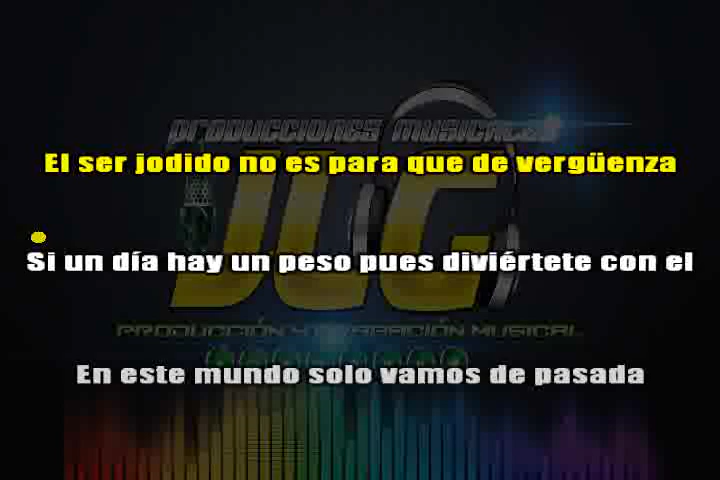 PRODUCCIONES MUSICALES
El ser jodido no es para que de vergüenza
JLG
Si un día hay un peso pues diviértete con el
PRODUCCIÓN Y GRABACIÓN MUSICAL
En este mundo solo vamos de pasada